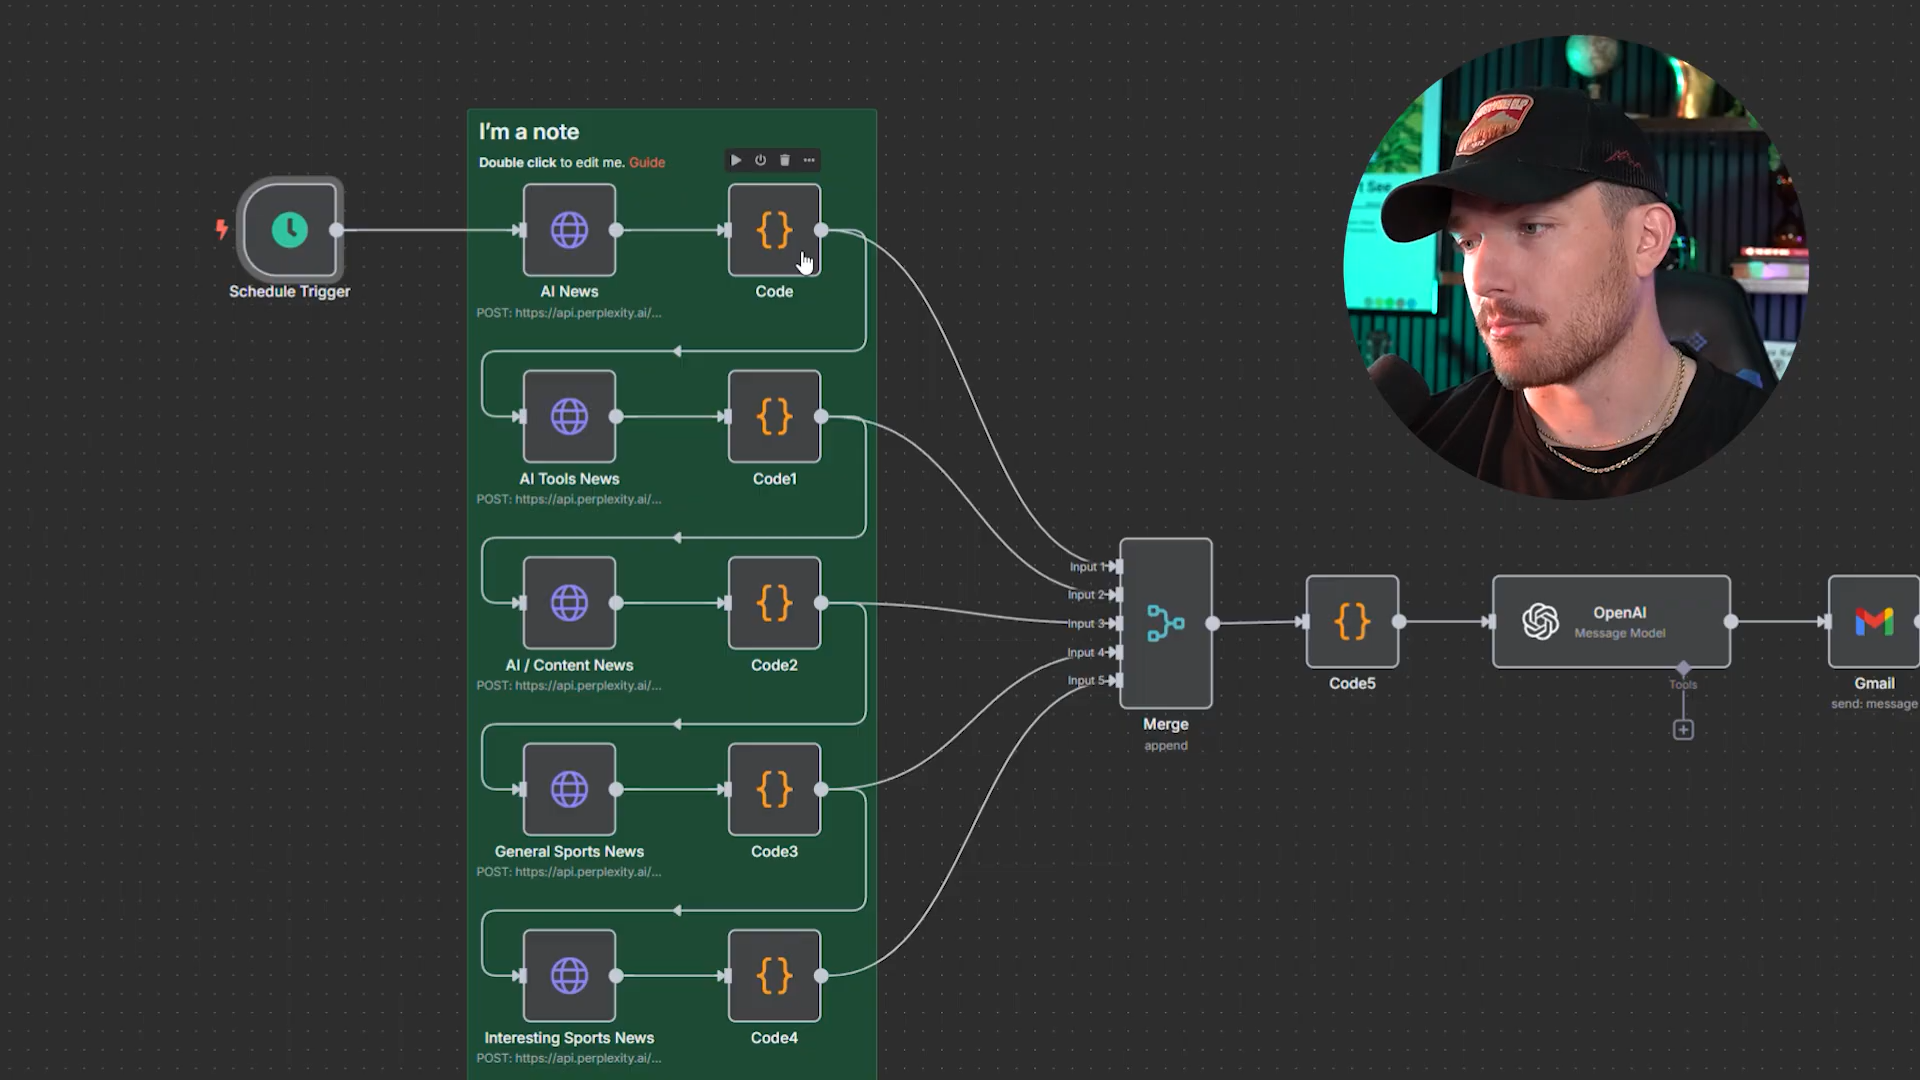 I'm a note
Double click to edit me. Guide
Schedule Trigger
AI News
POST: https://api.perplexity.ai/...
Code
AI Tools News
POST: https://api.perplexity.ai/...
Code1
AI / Content News
POST: https://api.perplexity.ai/...
Code2
General Sports News
POST: https://api.perplexity.ai/...
Code3
Interesting Sports News
POST: https://api.perplexity.ai/...
Code4
Input 1
Input 2
Input 3
Input 4
Input 5
Merge
append
Code5
OpenAI
Message Model
Tools
Gmail
send: message
t See